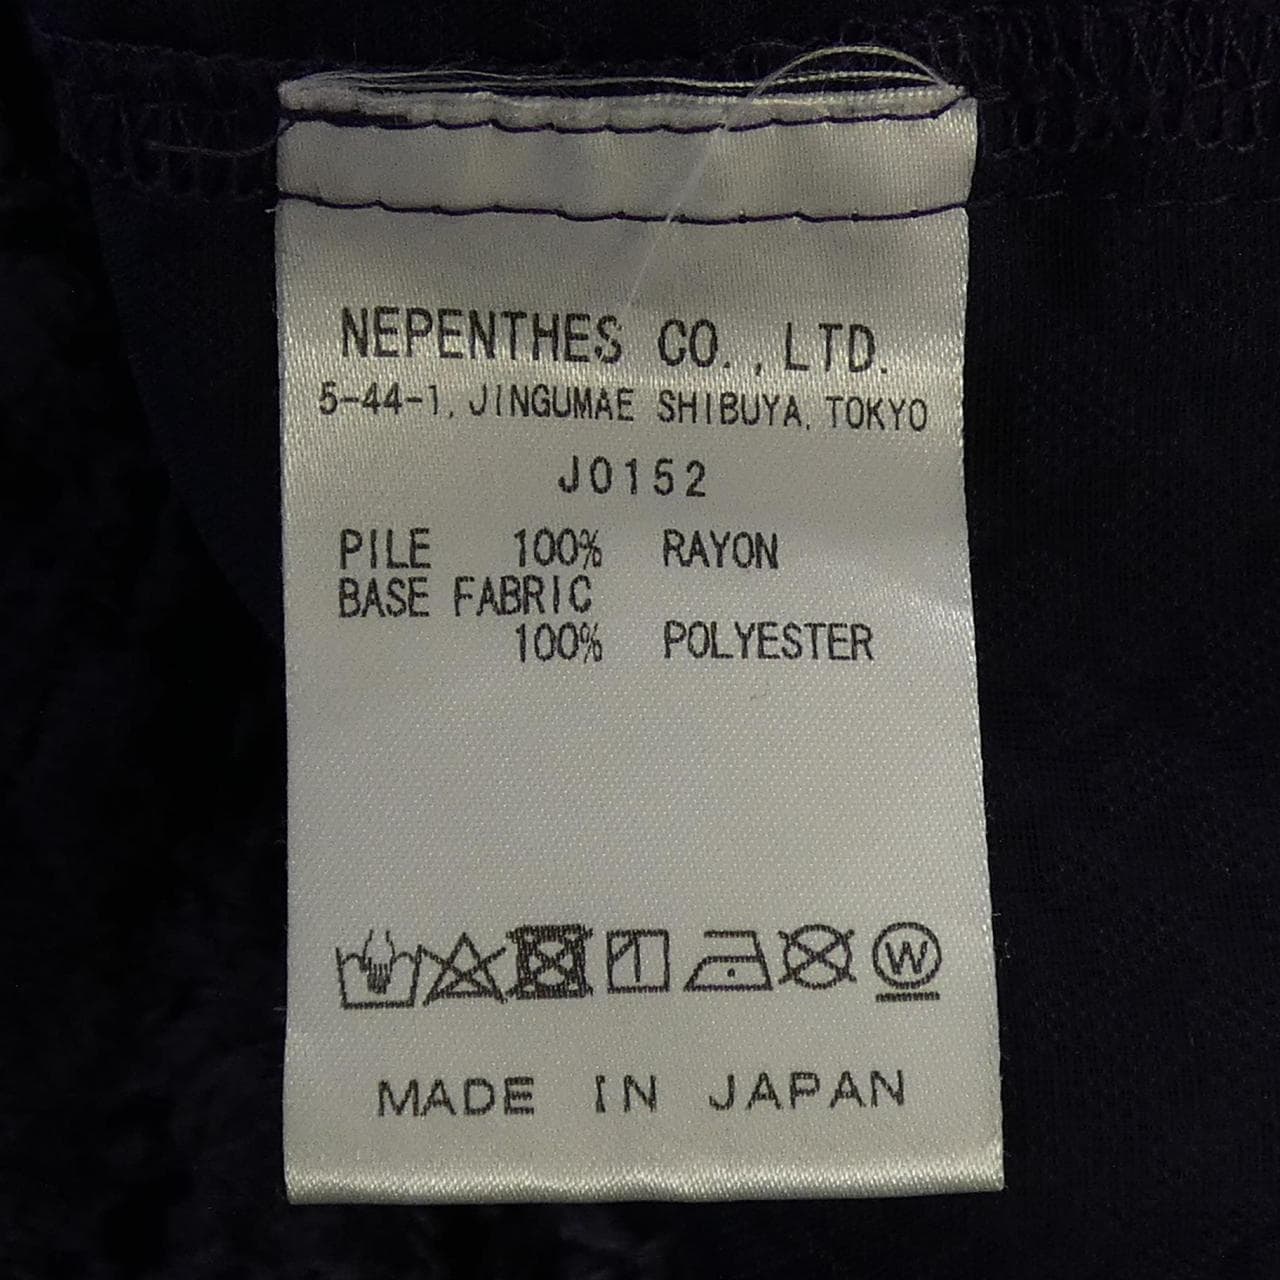 NEPENTHES CO., LTD.
5-44-1, JINGUMAE SHIBUYA, TOKYO
J0152
PILE 100% RAYON
BASE FABRIC
100% POLYESTER
W
MADE IN JAPAN